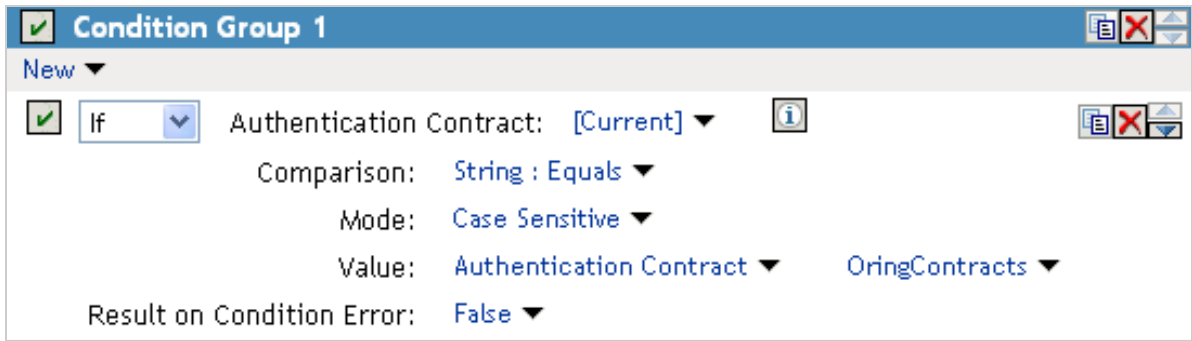 Condition Group 1
New
If Authentication Contract: [Current]
Comparison: String : Equals
Mode: Case Sensitive
Value: Authentication Contract OringContracts
Result on Condition Error: False